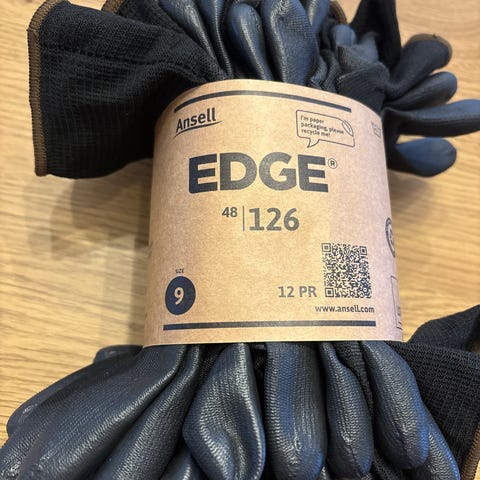 Ansell
I'm paper
packaging, please
recycle me!
EDGE®
48 | 126
SIZE
9
12 PR
www.ansell.com